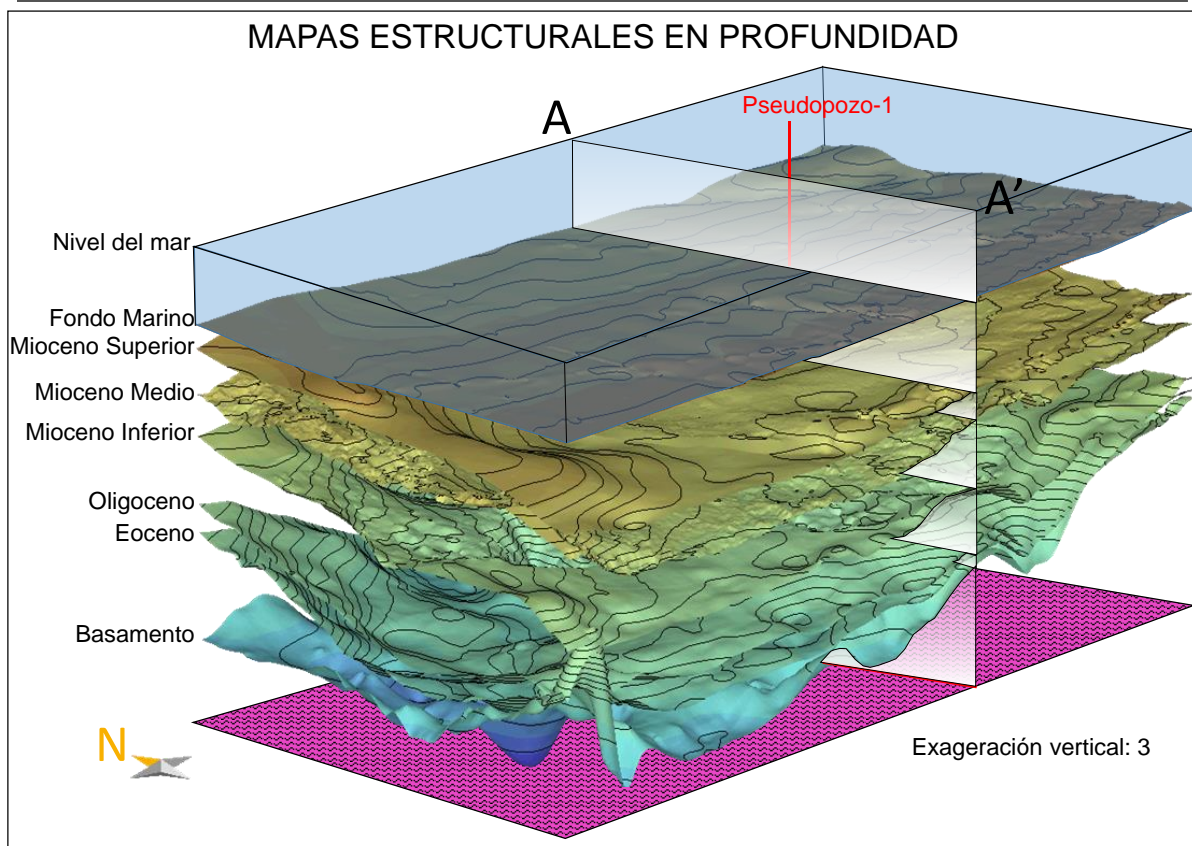 MAPAS ESTRUCTURALES EN PROFUNDIDAD
A
Pseudopozo-1
A’
Nivel del mar
Fondo Marino
Mioceno Superior
Mioceno Medio
Mioceno Inferior
Oligoceno
Eoceno
Basamento
N
Exageración vertical: 3